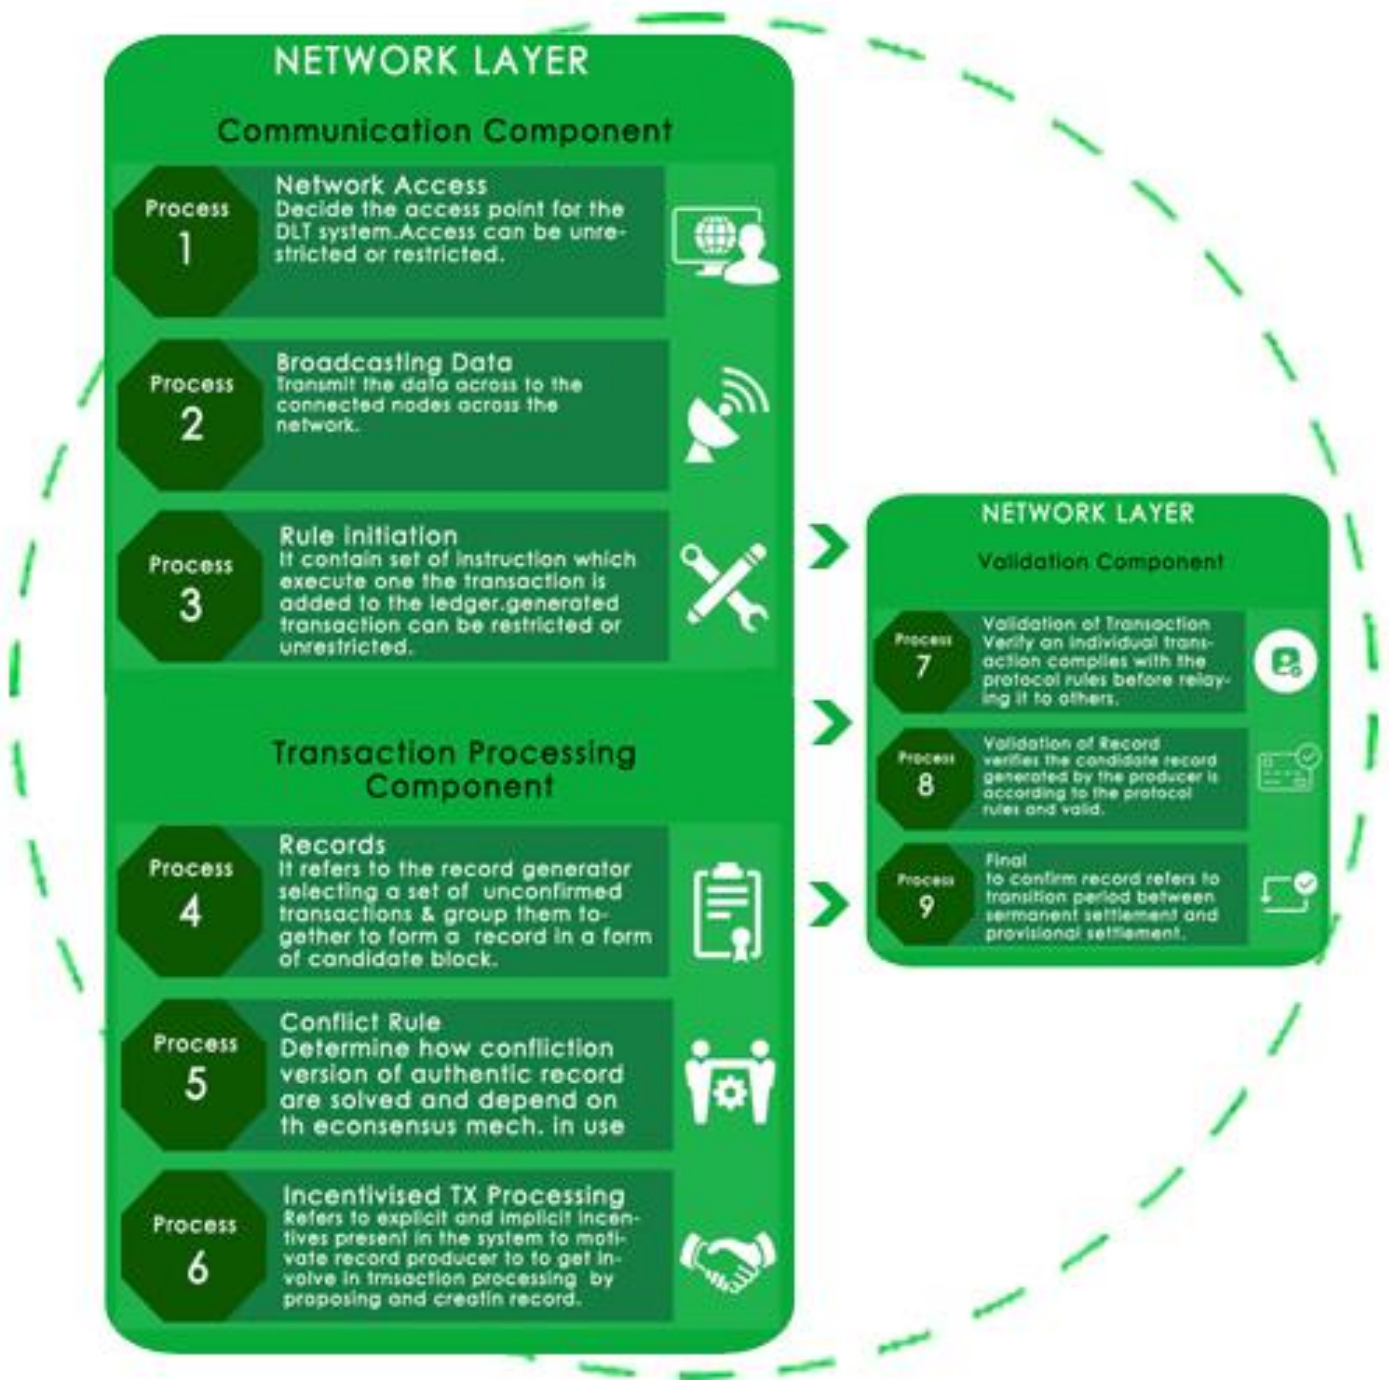 NETWORK LAYER
Communication Component
Process
1
Network Access
Decide the access point for the
DLT system.Access can be unre-
stricted or restricted.
Process
2
Broadcasting Data
Transmit the data across to the
connected nodes across the
network.
Process
3
Rule initiation
It contain set of instruction which
execute one the transaction is
added to the ledger.generated
transaction can be restricted or
unrestricted.
Transaction Processing
Component
Process
4
Records
It refers to the record generator
selecting a set of unconfirmed
transactions & group them to-
gether to form a record in a form
of candidate block.
Process
5
Conflict Rule
Determine how confliction
version of authentic record
are solved and depend on
th econsensus mech. in use
Process
6
Incentivised TX Processing
Refers to explicit and implicit incen-
tives present in the system to moti-
vate record producer to to get in-
volve in trnsaction processing by
proposing and creatin record.
NETWORK LAYER
Validation Component
Process
7
Validation of Transaction
Verify an individual trans-
action complies with the
protocol rules before relay-
ing it to others.
Process
8
Validation of Record
verifies the candidate record
generated by the producer is
according to the protocol
rules and valid.
Process
9
Final
to confirm record refers to
transition period between
sermanent settlement and
provisional settlement.